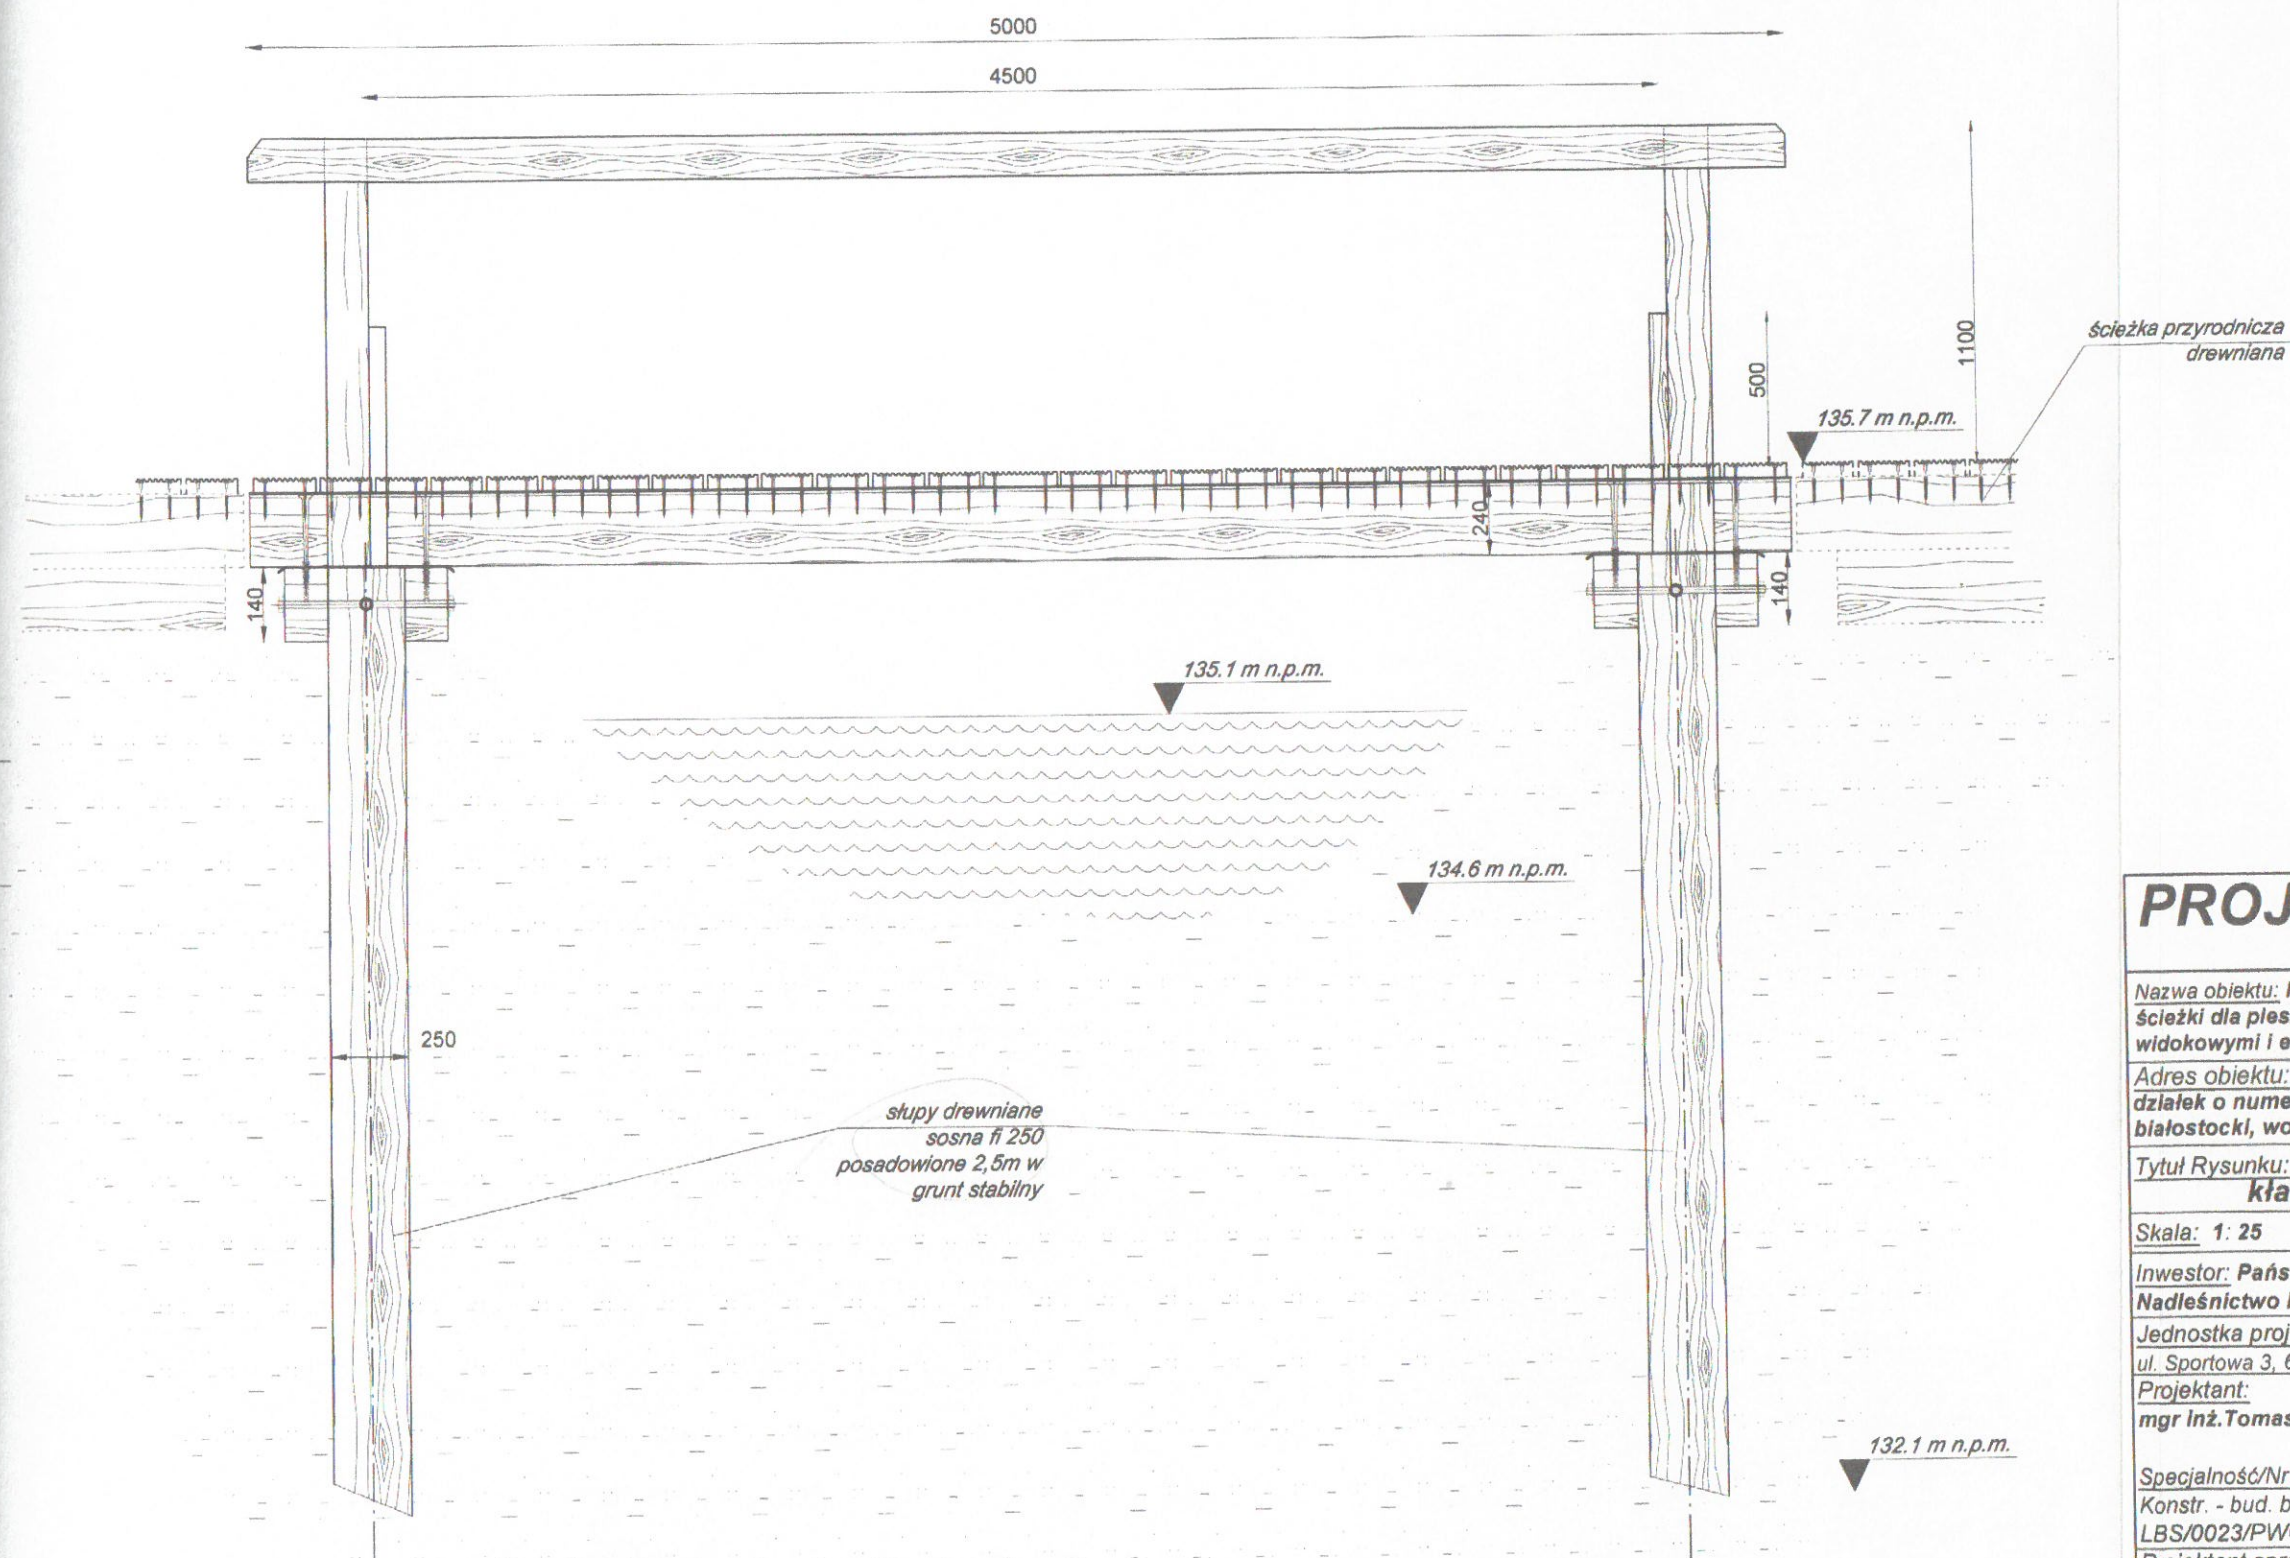 5000
4500
1100
ścieżka przyrodnicza
drewniana
500
135.7 m n.p.m.
240
140
140
135.1 m n.p.m.
134.6 m n.p.m.
250
słupy drewniane
sosna fi 250
posadowione 2,5m w
grunt stabilny
132.1 m n.p.m.
PROJ
Nazwa obiektu:
ścieżki dla pies
widokowymi i e
Adres obiektu:
działek o nume
białostocki, wo
Tytuł Rysunku:
kła
Skala: 1: 25
Inwestor: Pańs
Nadleśnictwo
Jednostka proj
ul. Sportowa 3, 6
Projektant:
mgr inż.Tomas
Specjalność/Nr
Konstr. - bud. b
LBS/0023/PW